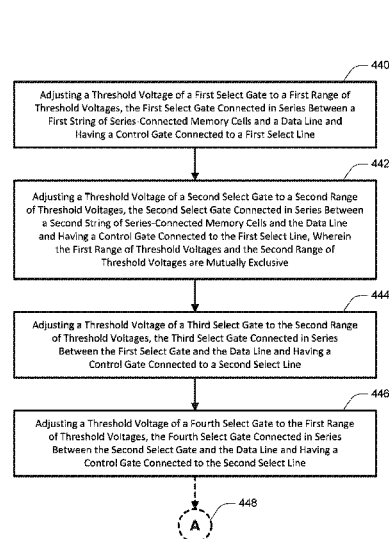 440
Adjusting a Threshold Voltage of a First Select Gate to a First Range of
Threshold Voltages, the First Select Gate Connected in Series Between a
First String of Series-Connected Memory Cells and a Data Line and
Having a Control Gate Connected to a First Select Line
442
Adjusting a Threshold Voltage of a Second Select Gate to a Second Range
of Threshold Voltages, the Second Select Gate Connected in Series Between
a Second String of Series-Connected Memory Cells and the Data Line
and Having a Control Gate Connected to the First Select Line, Wherein
the First Range of Threshold Voltages and the Second Range of
Threshold Voltages are Mutually Exclusive
444
Adjusting a Threshold Voltage of a Third Select Gate to the Second Range
of Threshold Voltages, the Third Select Gate Connected in Series
Between the First Select Gate and the Data Line and Having a
Control Gate Connected to a Second Select Line
446
Adjusting a Threshold Voltage of a Fourth Select Gate to the First Range
of Threshold Voltages, the Fourth Select Gate Connected in Series
Between the Second Select Gate and the Data Line and Having a
Control Gate Connected to the Second Select Line
448
A